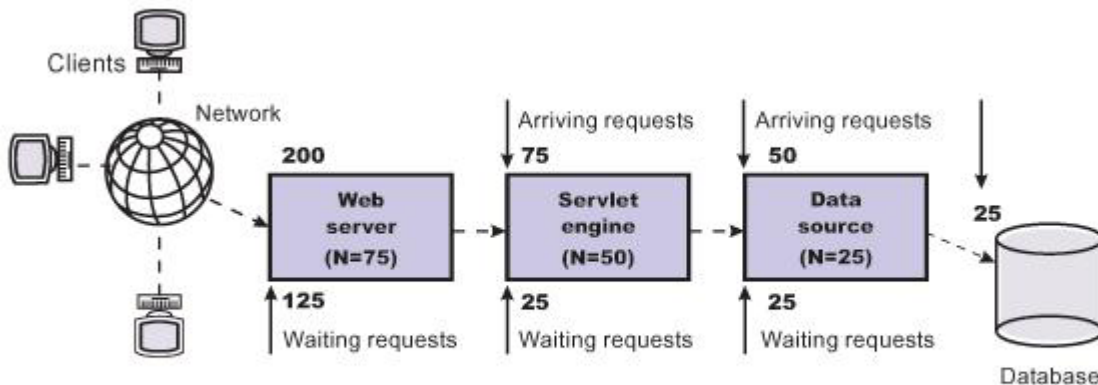 Clients
Network
Arriving requests
Arriving requests
200
75
50
25
Web
server
(N=75)
Servlet
engine
(N=50)
Data
source
(N=25)
125
25
25
Waiting requests
Waiting requests
Waiting requests
Database